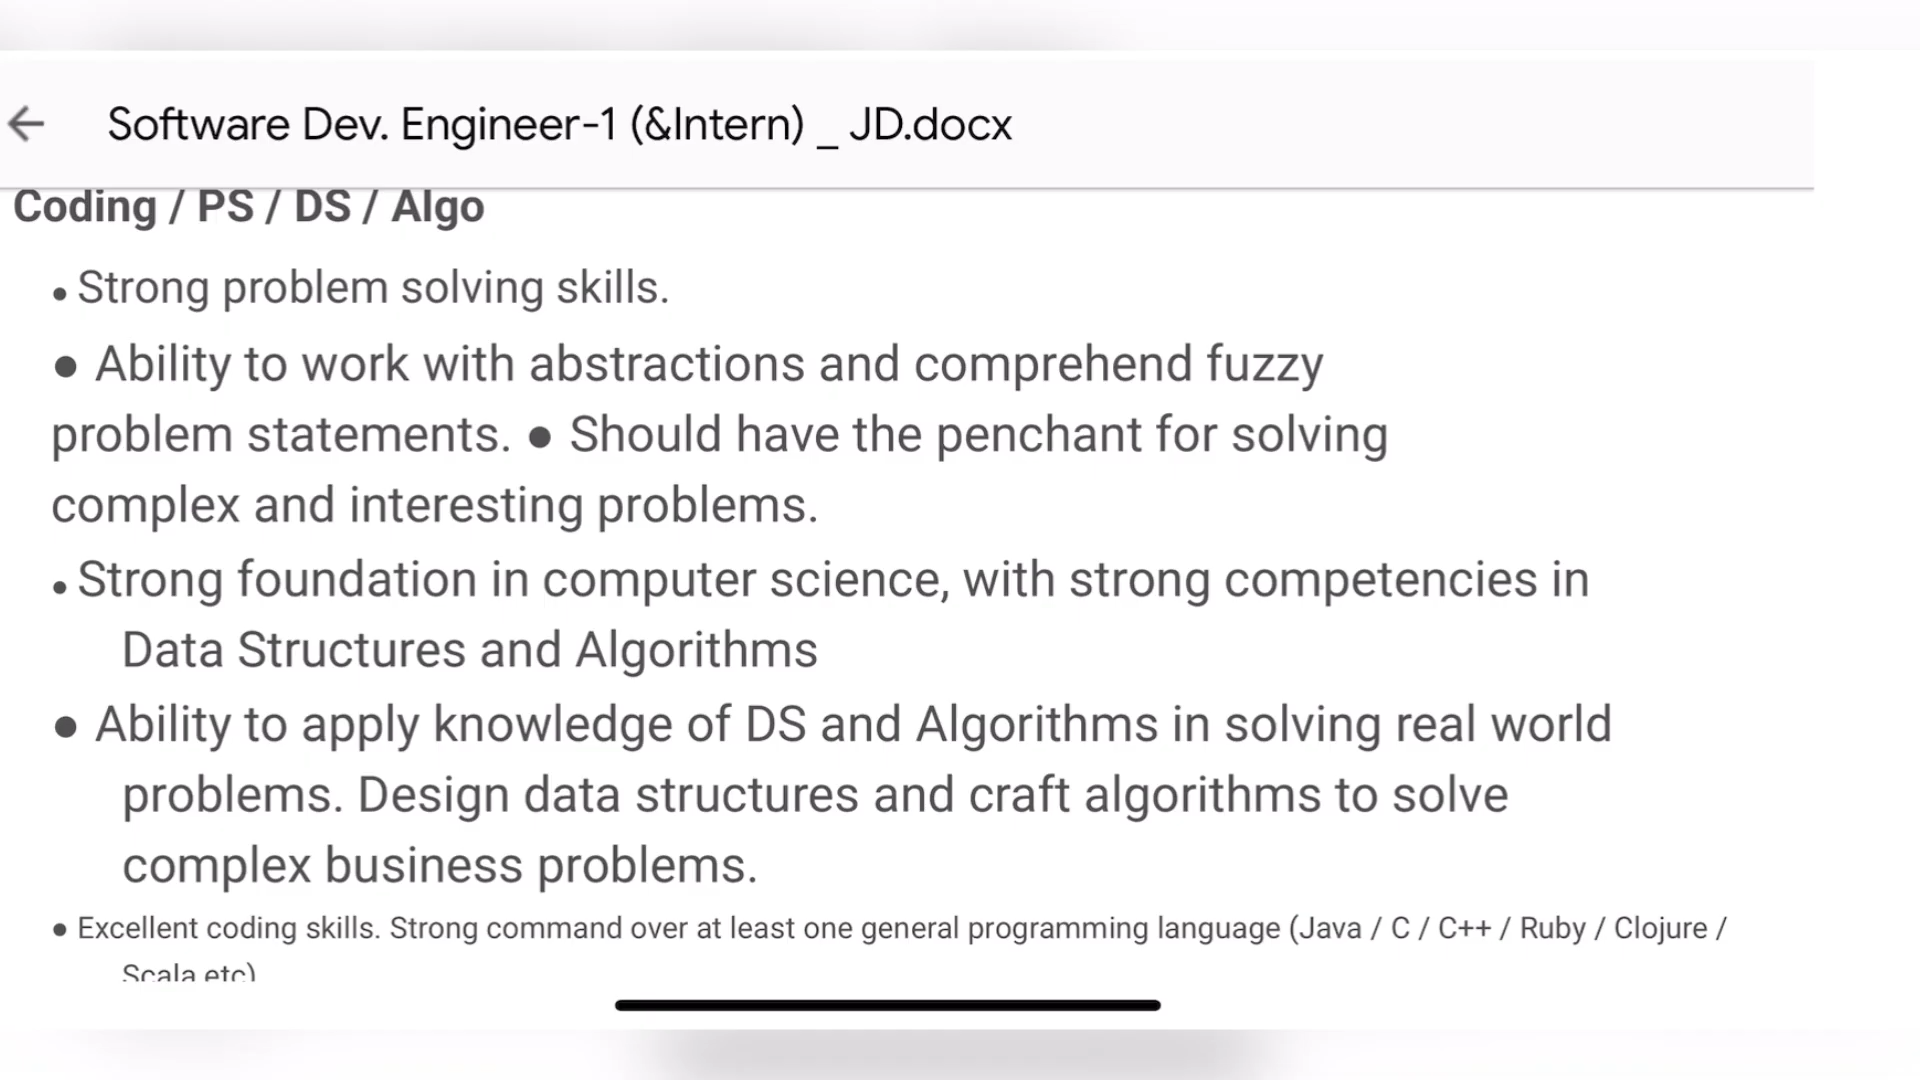 Software Dev. Engineer-1 (&Intern) _ JD.docx
Coding / PS / DS / Algo
● Strong problem solving skills.
● Ability to work with abstractions and comprehend fuzzy
problem statements. ● Should have the penchant for solving
complex and interesting problems.
● Strong foundation in computer science, with strong competencies in
Data Structures and Algorithms
● Ability to apply knowledge of DS and Algorithms in solving real world
problems. Design data structures and craft algorithms to solve
complex business problems.
● Excellent coding skills. Strong command over at least one general programming language (Java / C / C++ / Ruby / Clojure /
Scala etc)